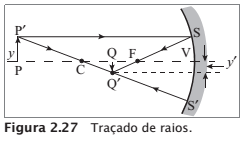 P′
S
y
Q
F
V
y′
P
C
Q′
S′
Figura 2.27 Traçado de raios.